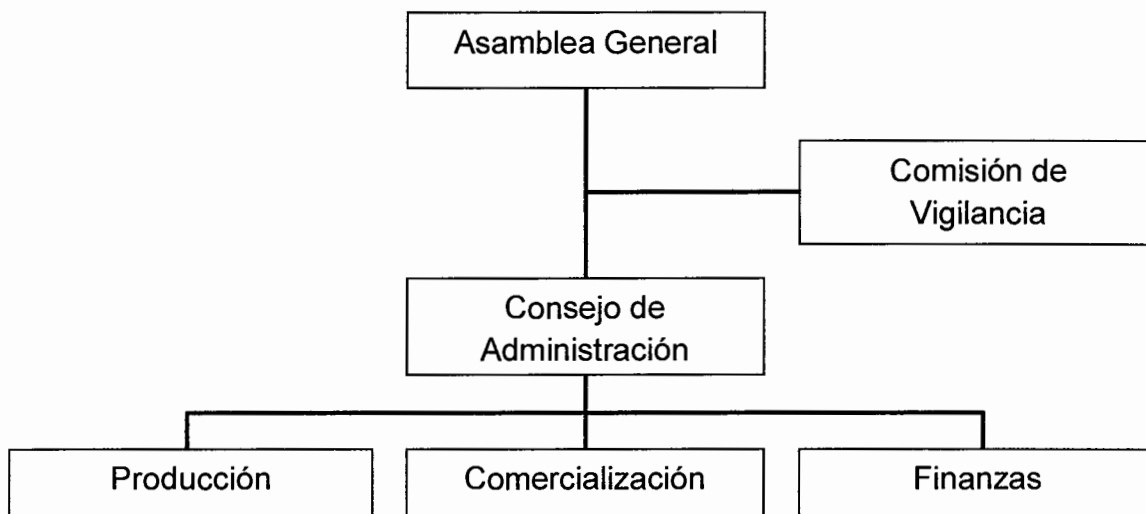 Asamblea General
Comisión de
Vigilancia
Consejo de
Administración
Producción
Comercialización
Finanzas